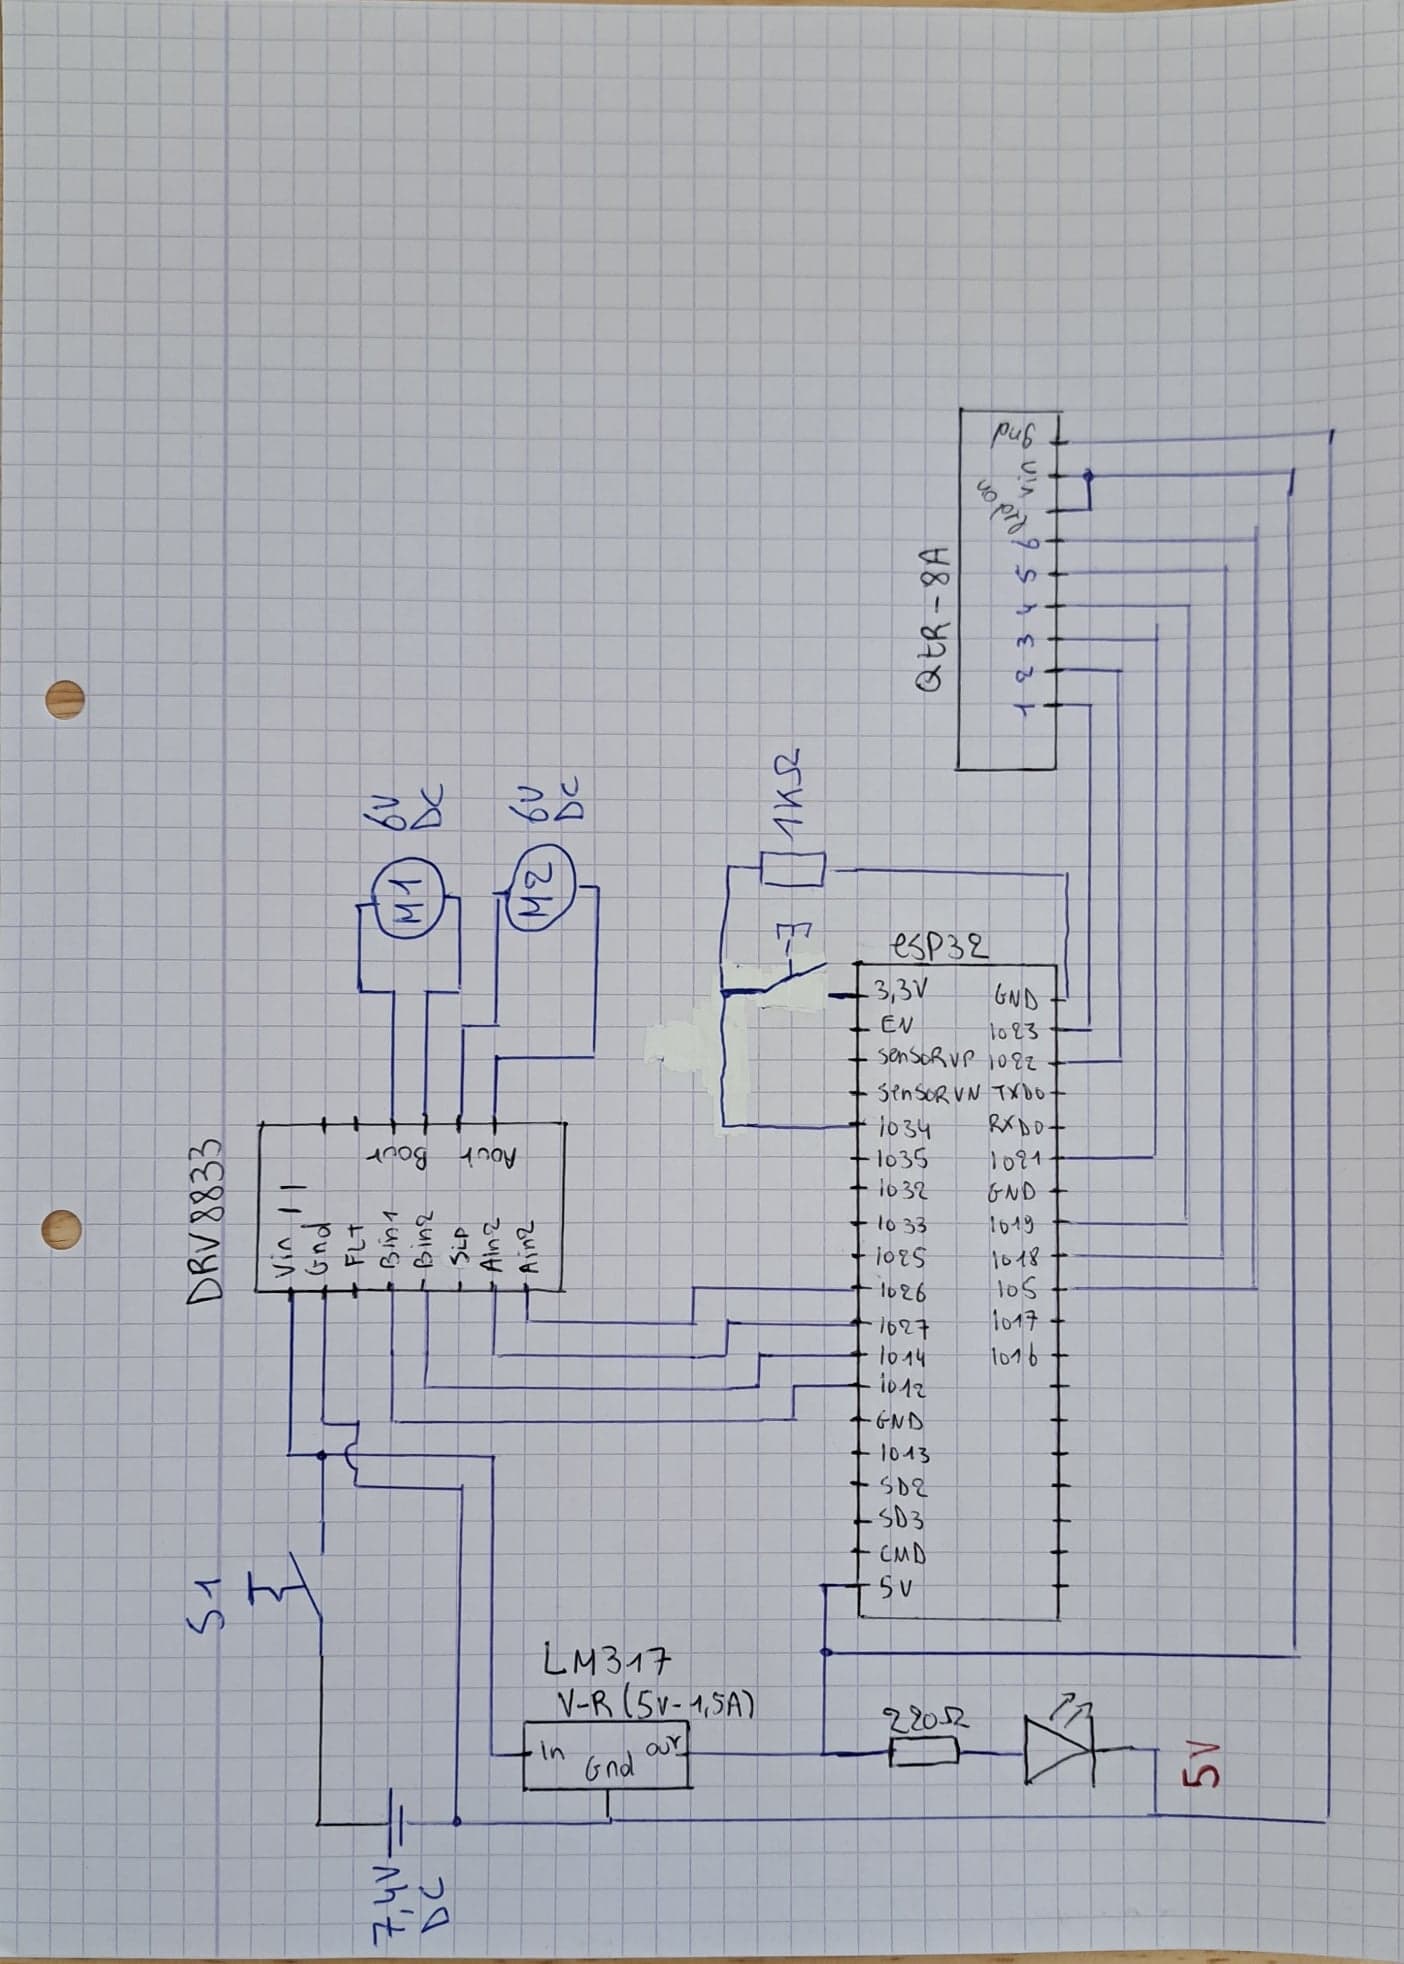 DRV8833
Vin
Gnd
FLT
Bin1
Bin2
SLP
Ain2
Ain2
Bout
Aout
M1
6V
DC
M2
6V
DC
1KΩ
QtR-8A
1
2
3
4
5
6
Vin
gnd
esp32
3,3V
EN
SENSORVP
SENSORVN
IO34
IO35
IO32
IO33
IO25
IO26
IO27
IO14
IO12
GND
IO13
SD2
SD3
CMD
5V
GND
IO23
IO22
TXD0
RXD0
IO21
GND
IO19
IO18
IO5
IO17
IO16
S1
LM317
V-R (5V-1,5A)
In
Gnd
out
220Ω
5V
7,4V
DC